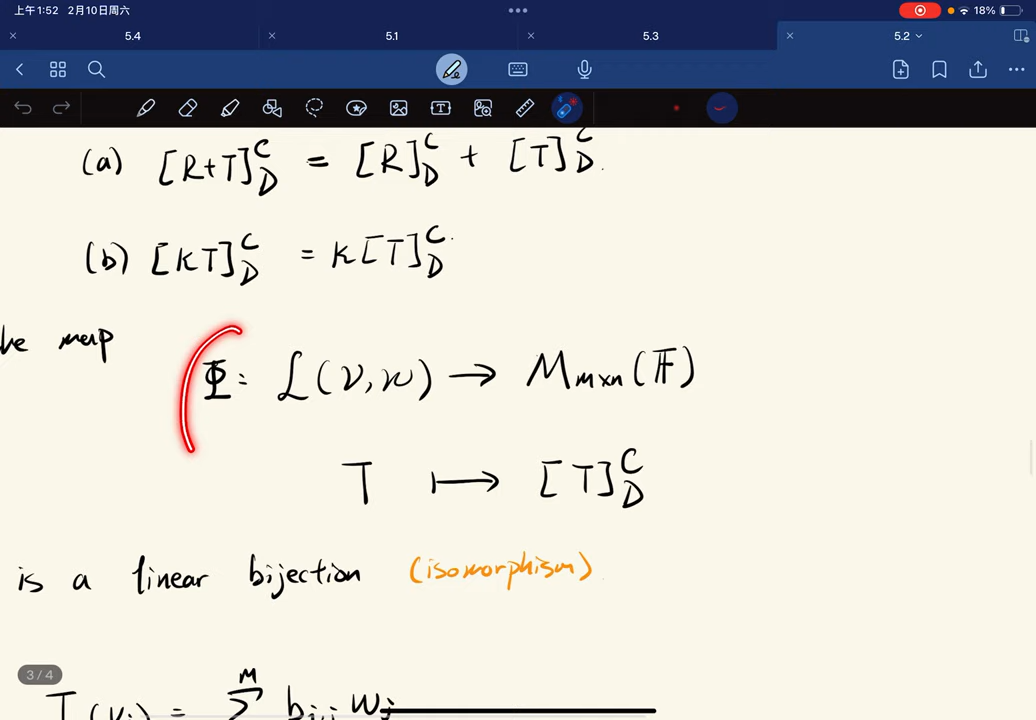 上午1:52 2月10日周六
18%
5.4 5.1 5.3 5.2
(a) [R+T]^C_D = [R]^C_D + [T]^C_D.
(b) [KT]^C_D = K[T]^C_D.
he map
Φ: L(V,W) → M_{m×n}(𝔽)
T ↦ [T]^C_D
is a linear bijection (isomorphism).
3 / 4